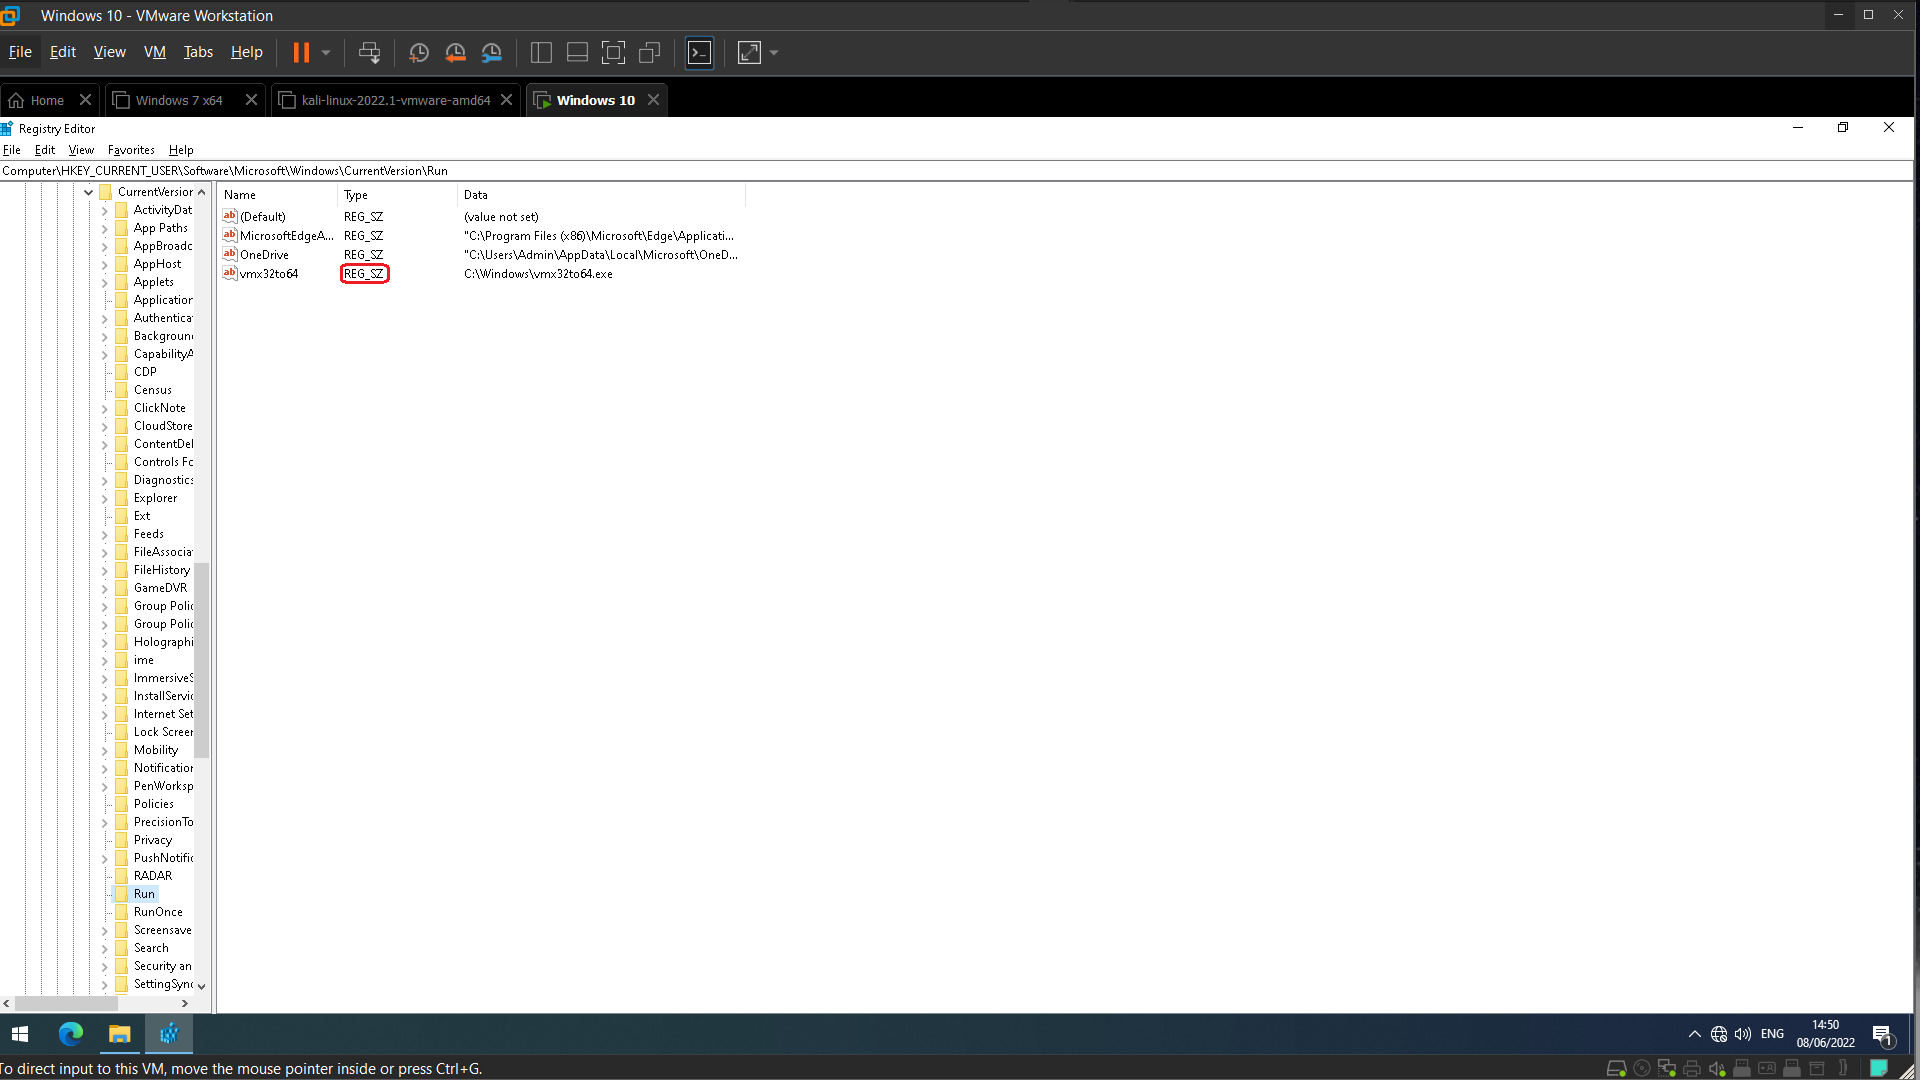 Windows 10 - VMware Workstation
File Edit View VM Tabs Help
Home Windows 7 x64 kali-linux-2022.1-vmware-amd64 Windows 10
Registry Editor
File Edit View Favorites Help
Computer\HKEY_CURRENT_USER\Software\Microsoft\Windows\CurrentVersion\Run
CurrentVersion
ActivityDat
App Paths
AppBroadc
AppHost
Applets
Application
Authentica
Backgroun
CapabilityA
CDP
Census
ClickNote
CloudStore
ContentDel
Controls Fo
Diagnostics
Explorer
Ext
Feeds
FileAssocia
FileHistory
GameDVR
Group Polic
Group Polic
Holographi
ime
ImmersiveS
InstallServic
Internet Set
Lock Screen
Mobility
Notification
PenWorksp
Policies
PrecisionTo
Privacy
PushNotific
RADAR
Run
RunOnce
Screensave
Search
Security an
SettingSync
Name Type Data
(Default) REG_SZ (value not set)
MicrosoftEdgeA... REG_SZ "C:\Program Files (x86)\Microsoft\Edge\Applicati...
OneDrive REG_SZ "C:\Users\Admin\AppData\Local\Microsoft\OneD...
vmx32to64 REG_SZ C:\Windows\vmx32to64.exe
ENG 14:50
08/06/2022
1
To direct input to this VM, move the mouse pointer inside or press Ctrl+G.